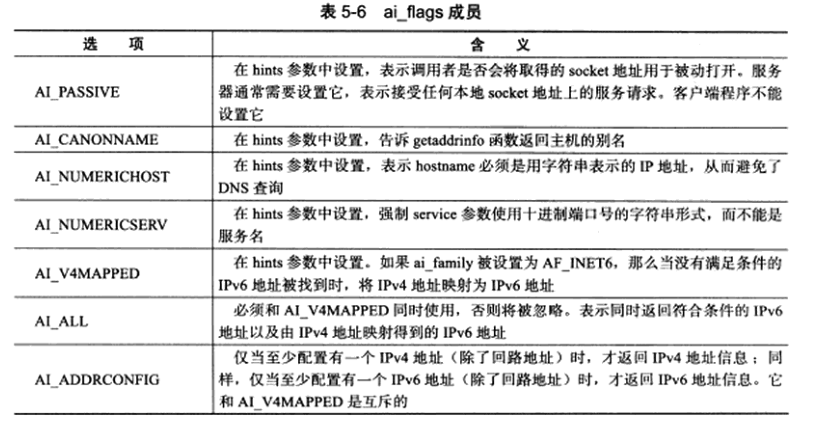 表 5-6 ai_flags 成员
选 项 含 义
AI_PASSIVE
在 hints 参数中设置，表示调用者是否会将取得的 socket 地址用于被动打开。服务
器通常需要设置它，表示接受任何本地 socket 地址上的服务请求。客户端程序不能
设置它
AI_CANONNAME 在 hints 参数中设置，告诉 getaddrinfo 函数返回主机的别名
AI_NUMERICHOST
在 hints 参数中设置，表示 hostname 必须是用字符串表示的 IP 地址，从而避免了
DNS 查询
AI_NUMERICSERV
在 hints 参数中设置，强制 service 参数使用十进制端口号的字符串形式，而不能是
服务名
AI_V4MAPPED
在 hints 参数中设置。如果 ai_family 被设置为 AF_INET6，那么当没有满足条件的
IPv6 地址被找到时，将 IPv4 地址映射为 IPv6 地址
AI_ALL
必须和 AI_V4MAPPED 同时使用，否则将被忽略。表示同时返回符合条件的 IPv6
地址以及由 IPv4 地址映射得到的 IPv6 地址
AI_ADDRCONFIG
仅当至少配置有一个 IPv4 地址（除了回路地址）时，才返回 IPv4 地址信息；同
样，仅当至少配置有一个 IPv6 地址（除了回路地址）时，才返回 IPv6 地址信息。它
和 AI_V4MAPPED 是互斥的